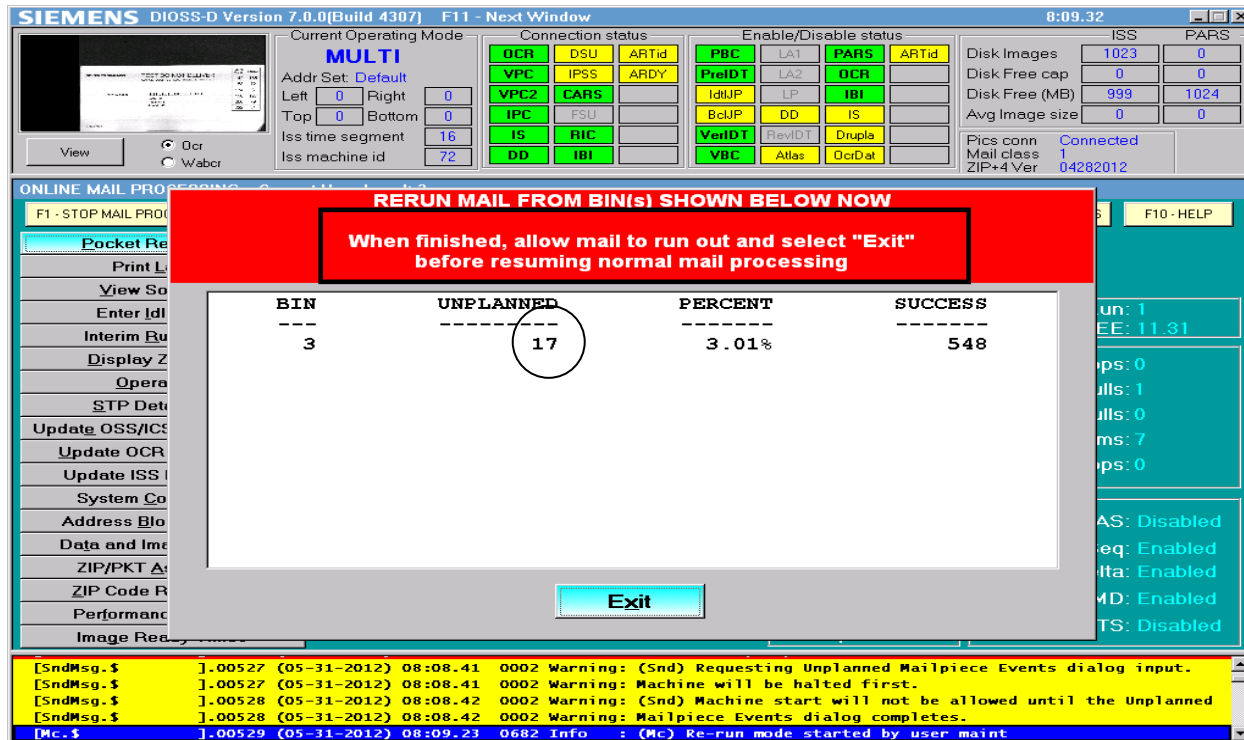 SIEMENS DIOSS-D Version 7.0.0[Build 4307] F11 - Next Window 8:09.32
Current Operating Mode
MULTI
Addr Set: Default
Left 0 Right 0
Top 0 Bottom 0
Iss time segment 16
Iss machine id 72
View
Ocr
Wabcr
Connection status
OCR DSU ARTid
VPC IPSS ARDY
VPC2 CARS
IPC FSU
IS RIC
DD IBI
Enable/Disable status
PBC LA1 PARS ARTid
PreIDT LA2 OCR
IdtlJP LP IBI
BclJP DD IS
VerIDT RevIDT Drupla
VBC Atlas OcrDat
ISS PARS
Disk Images 1023 0
Disk Free cap 0 0
Disk Free (MB) 999 1024
Avg Image size 0 0
Pics conn Connected
Mail class 1
ZIP+4 Ver 04282012
F1 - STOP MAIL PRO
F10 - HELP
Pocket Re
Print L
View So
Enter Idl
Interim Ru
Display Z
Opera
STP Det
Update OSS/ICS
Update OCR
Update ISS
System Co
Address Blo
Data and Ima
ZIP/PKT A
ZIP Code R
Performanc
RERUN MAIL FROM BIN(s) SHOWN BELOW NOW
When finished, allow mail to run out and select "Exit"
before resuming normal mail processing
BIN UNPLANNED PERCENT SUCCESS
--- ---------- ------- -------
3 17 3.01% 548
Exit
un: 1
EE: 11.31
ops: 0
ulls: 1
ulls: 0
ms: 7
ops: 0
AS: Disabled
eq: Enabled
lta: Enabled
MD: Enabled
TS: Disabled
[SndMsg.$ ].00527 (05-31-2012) 08:08.41 0002 Warning: (Snd) Requesting Unplanned Mailpiece Events dialog input.
[SndMsg.$ ].00527 (05-31-2012) 08:08.41 0002 Warning: Machine will be halted first.
[SndMsg.$ ].00528 (05-31-2012) 08:08.42 0002 Warning: (Snd) Machine start will not be allowed until the Unplanned
[SndMsg.$ ].00528 (05-31-2012) 08:08.42 0002 Warning: Mailpiece Events dialog completes.
[Mc.$ ].00529 (05-31-2012) 08:09.23 0682 Info : (Mc) Re-run mode started by user maint